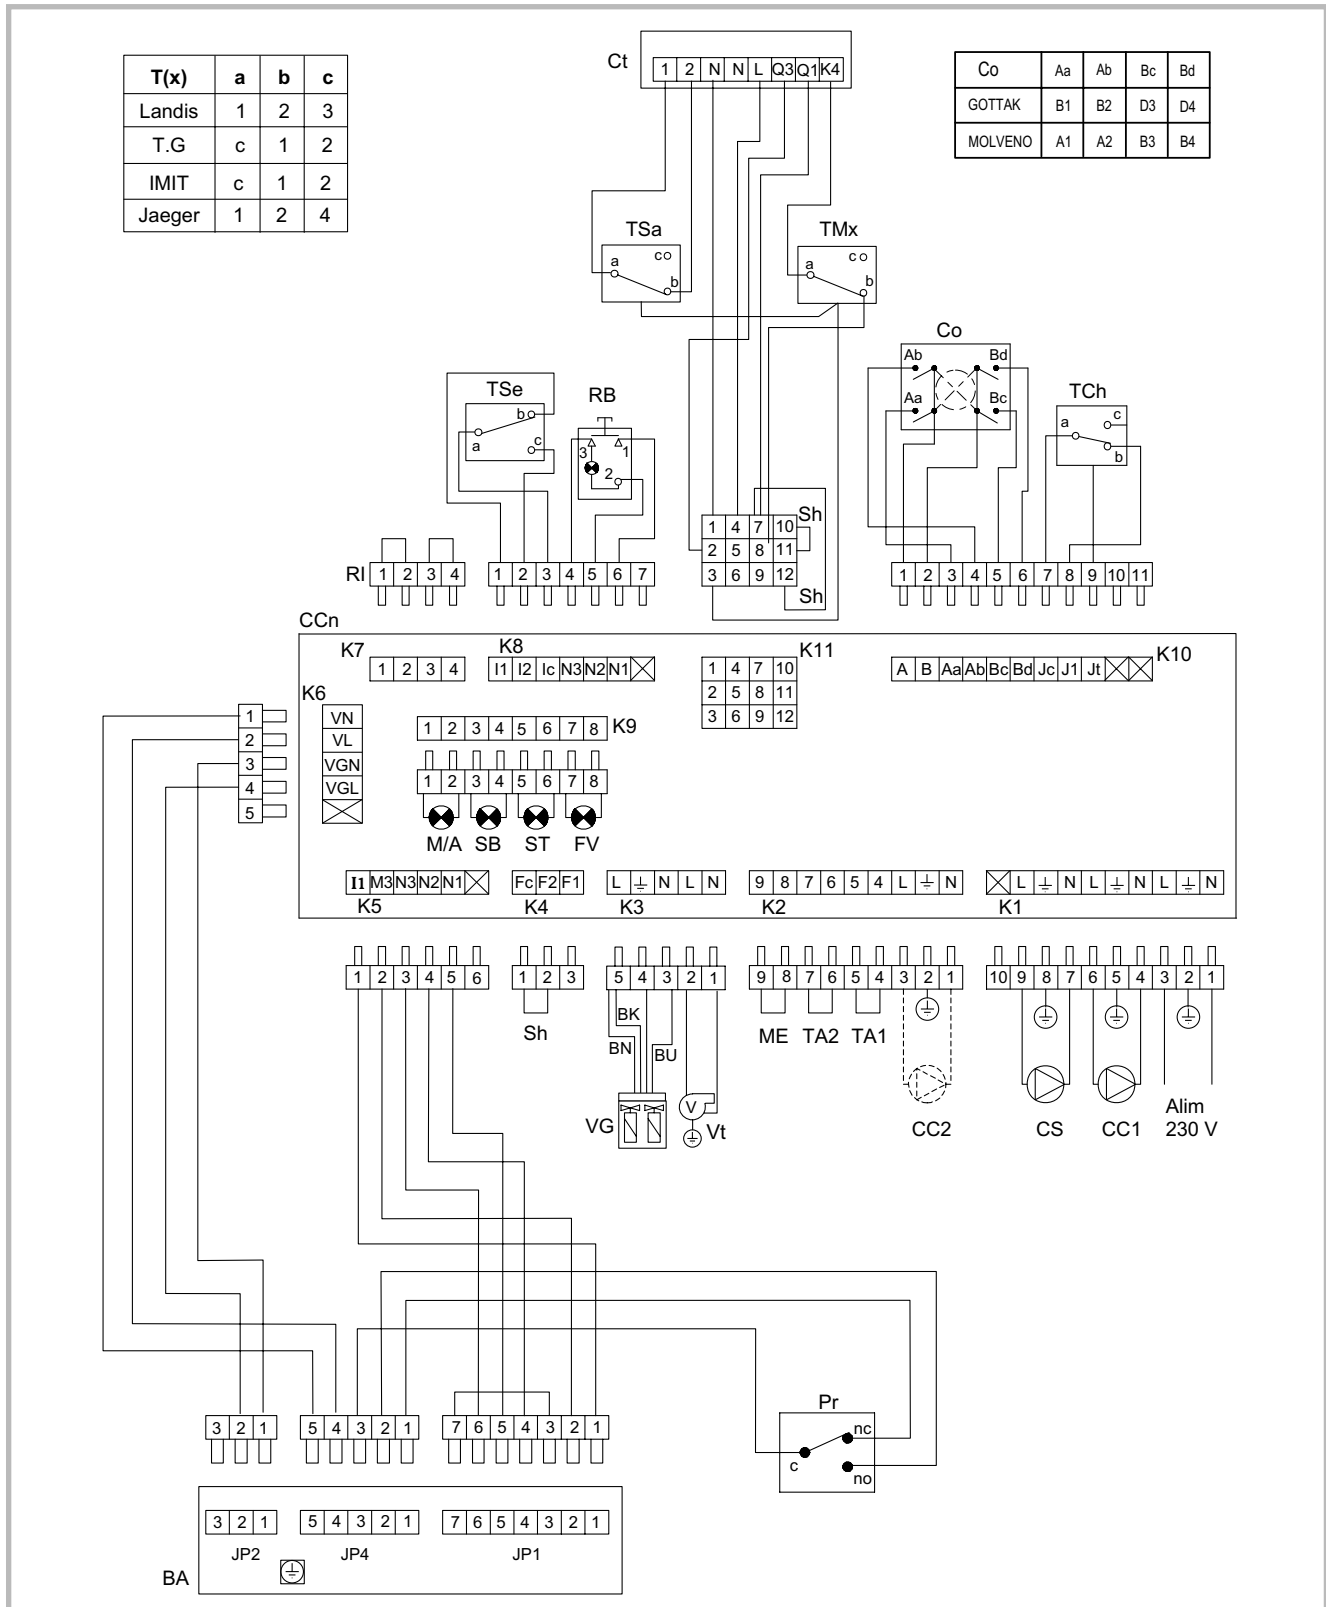 Ct
1 2 N N L Q3 Q1 K4
T(x) a b c
Landis 1 2 3
T.G c 1 2
IMIT c 1 2
Jaeger 1 2 4
Co Aa Ab Bc Bd
GOTTAK B1 B2 D3 D4
MOLVENO A1 A2 B3 B4
TSa
a b c
TMx
a b c
TSe
a b c
RB
3 1
2
Co
Ab Bd
Aa Bc
TCh
a b c
RI 1 2 3 4
1 2 3 4 5 6 7
1 4 7 10 Sh
2 5 8 11
3 6 9 12 Sh
1 2 3 4 5 6 7 8 9 10 11
CCn
K7
1 2 3 4
K8
I1 I2 Ic N3 N2 N1
K11
1 4 7 10
2 5 8 11
3 6 9 12
K10
A B Aa Ab Bc Bd Jc J1 Jt
K6
1 VN
2 VL
3 VGN
4 VGL
5
1 2 3 4 5 6 7 8 K9
1 2 3 4 5 6 7 8
M/A SB ST FV
I1 M3 N3 N2 N1
K5
Fc F2 F1
K4
L N L N
K3
9 8 7 6 5 4 L N
K2
L N L N L N
K1
1 2 3 4 5 6
1 2 3
Sh
5 4 3 2 1
BK
BN
BU
VG
V
Vt
9 8 7 6 5 4 3 2 1
ME TA2 TA1
CC2
10 9 8 7 6 5 4 3 2 1
CS
CC1
Alim
230 V
3 2 1
5 4 3 2 1
7 6 5 4 3 2 1
Pr
nc
c
no
3 2 1
5 4 3 2 1
7 6 5 4 3 2 1
JP2
JP4
JP1
BA